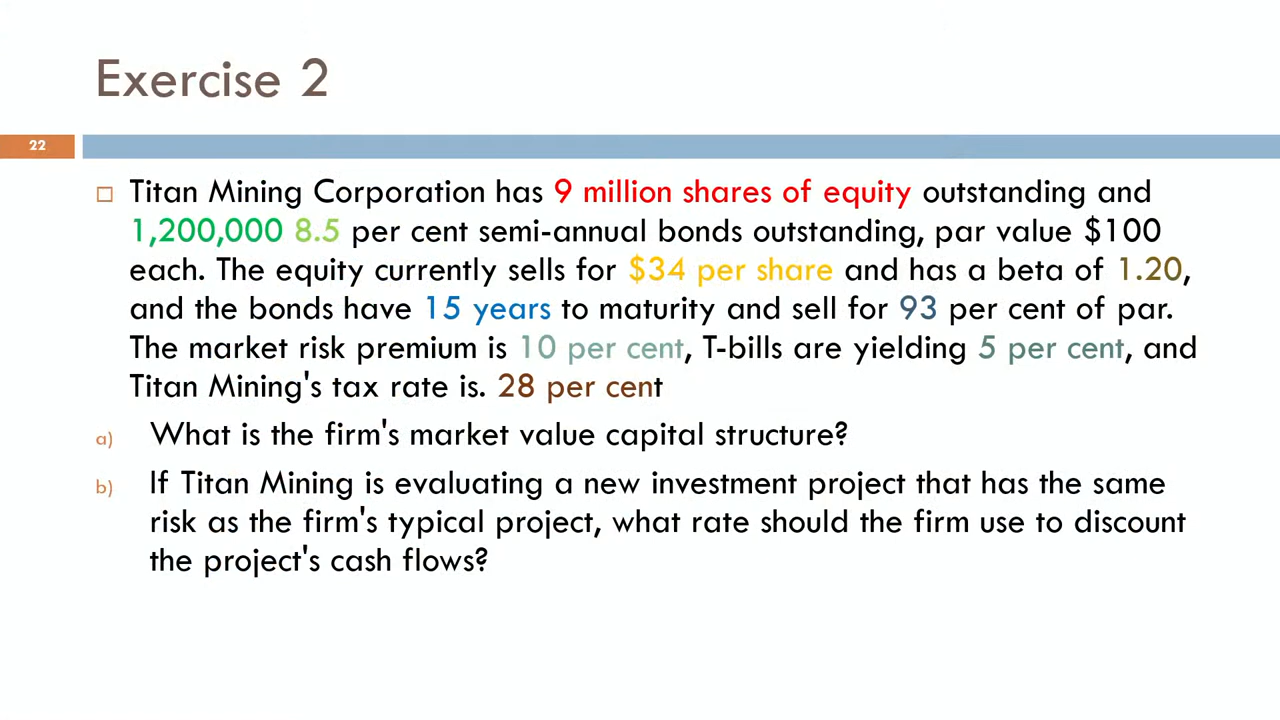 Exercise 2
22
Titan Mining Corporation has 9 million shares of equity outstanding and
1,200,000 8.5 per cent semi-annual bonds outstanding, par value $100
each. The equity currently sells for $34 per share and has a beta of 1.20,
and the bonds have 15 years to maturity and sell for 93 per cent of par.
The market risk premium is 10 per cent, T-bills are yielding 5 per cent, and
Titan Mining's tax rate is. 28 per cent
a) What is the firm's market value capital structure?
b) If Titan Mining is evaluating a new investment project that has the same
risk as the firm's typical project, what rate should the firm use to discount
the project's cash flows?